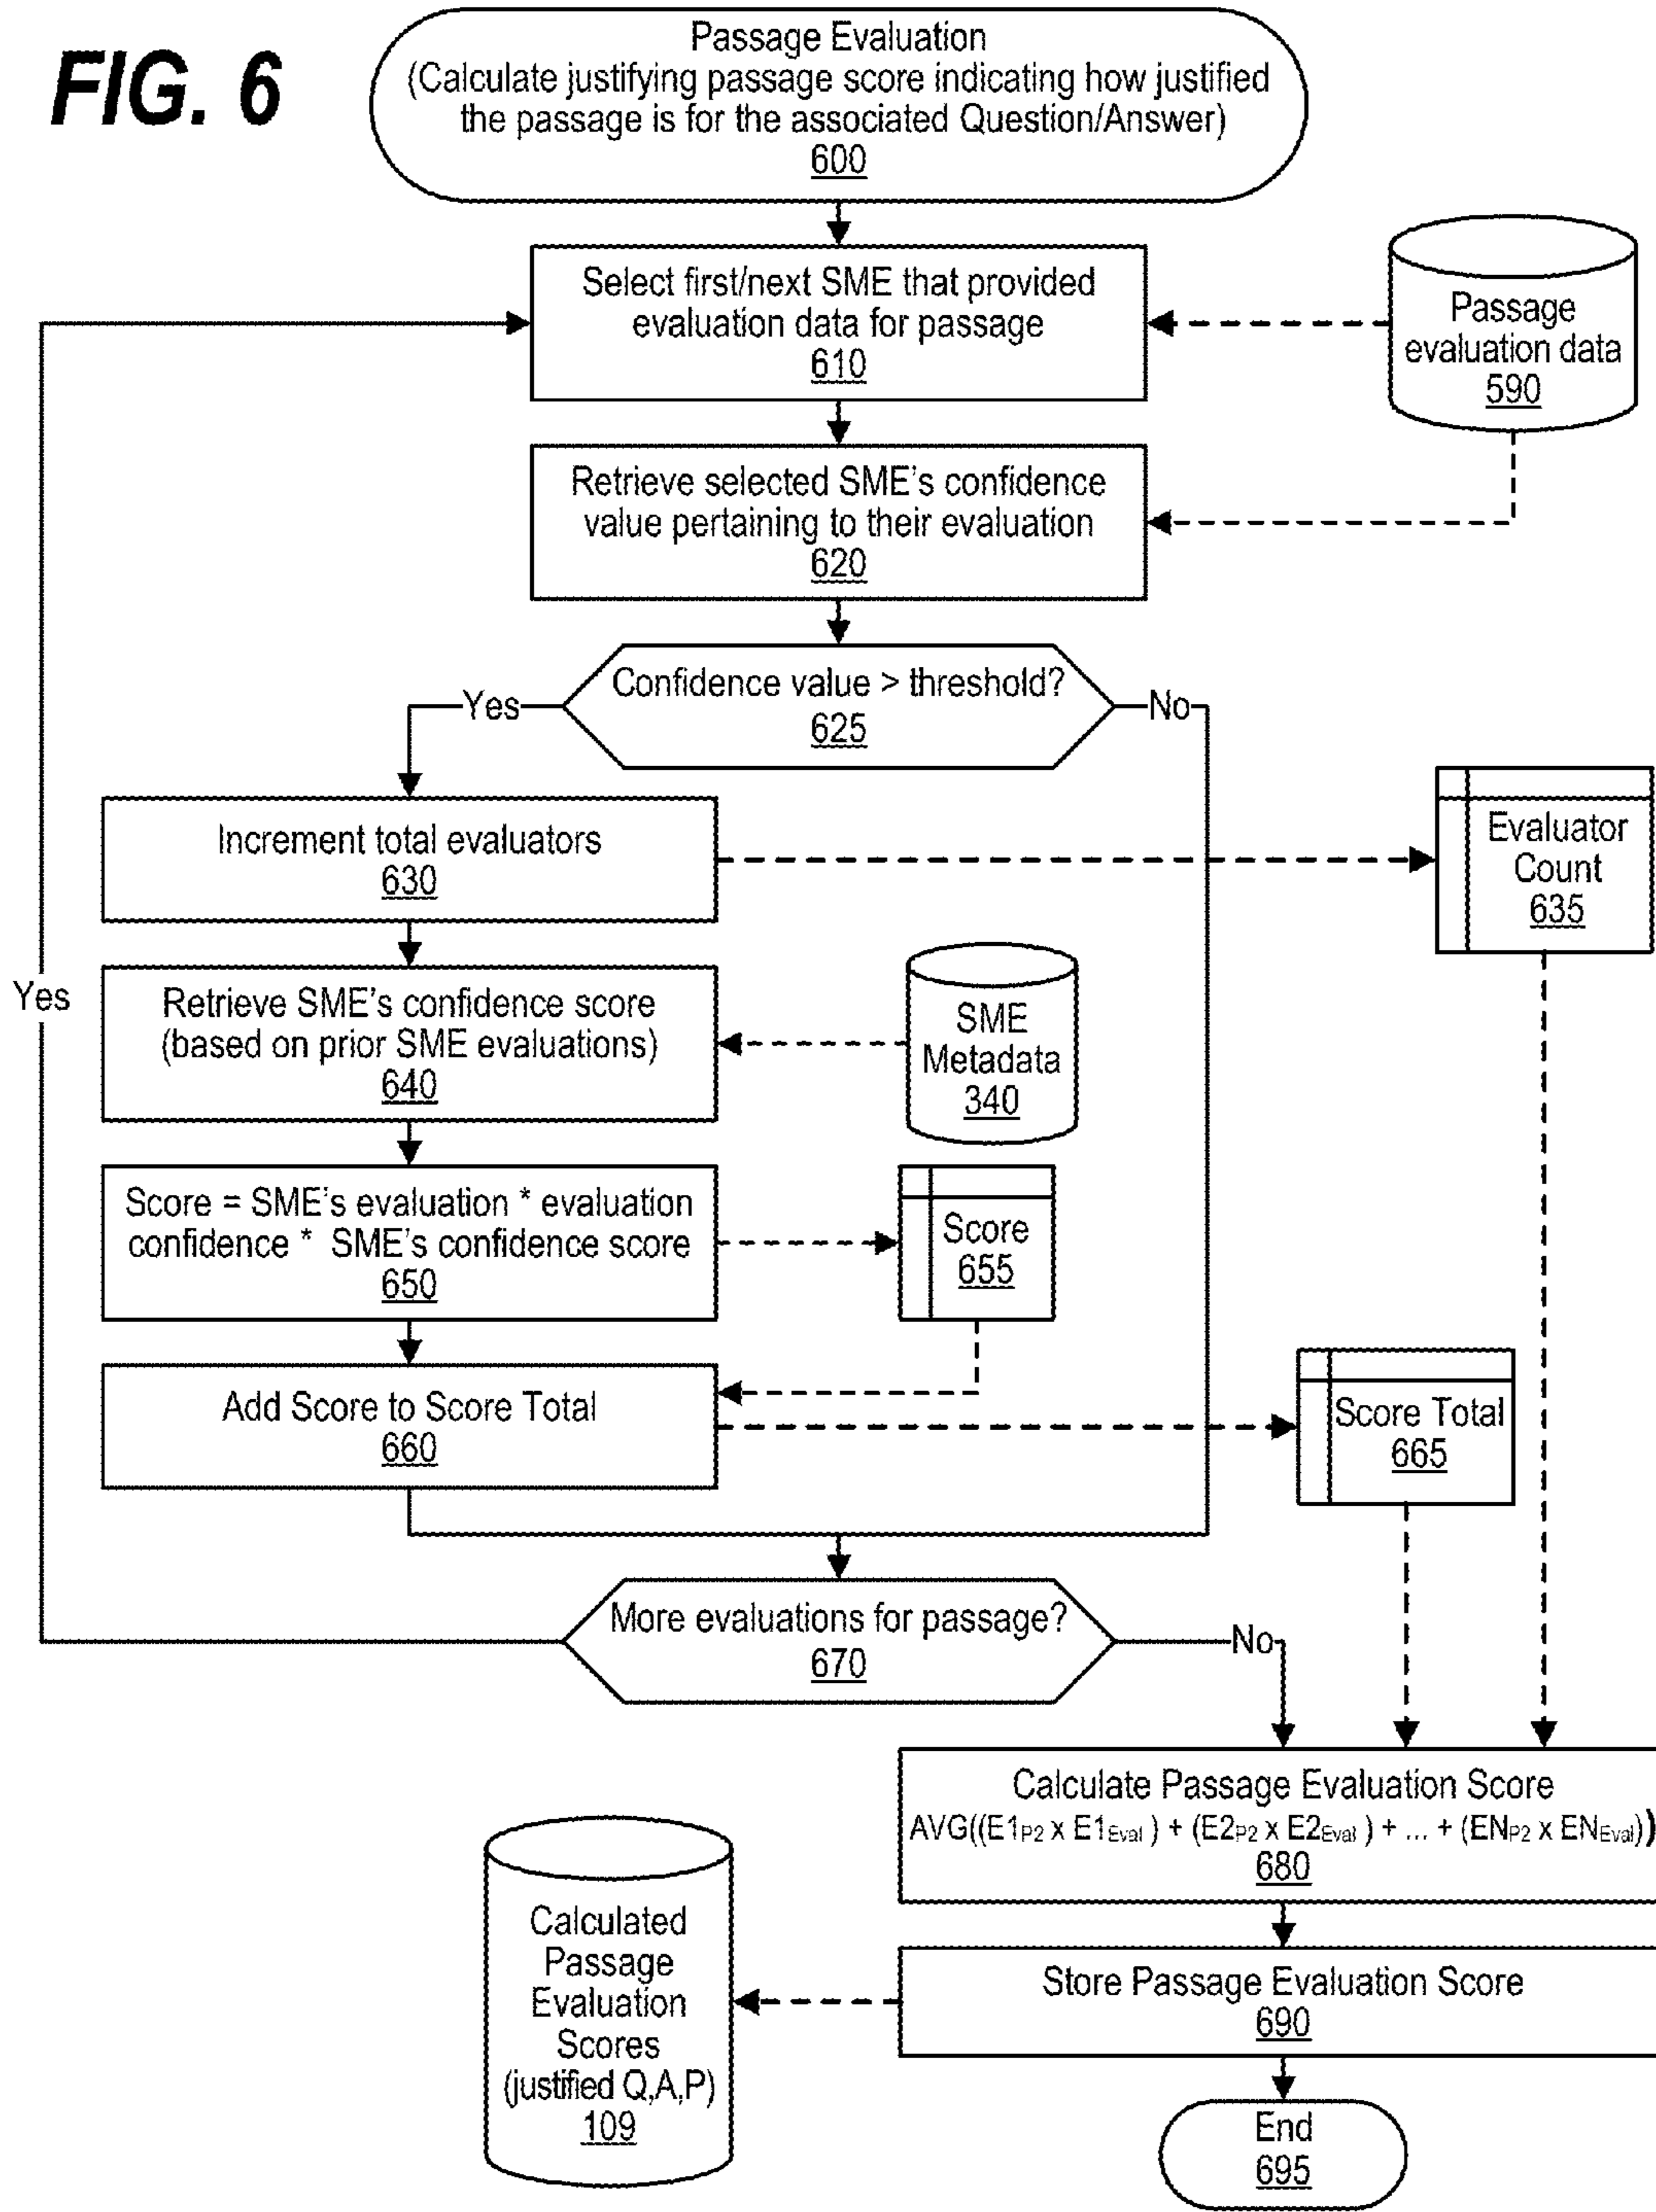 FIG. 6
Passage Evaluation
(Calculate justifying passage score indicating how justified
the passage is for the associated Question/Answer)
600
Select first/next SME that provided
evaluation data for passage
610
Passage
evaluation data
590
Retrieve selected SME's confidence
value pertaining to their evaluation
620
Confidence value > threshold?
625
Yes
No
Increment total evaluators
630
Evaluator
Count
635
Yes
Retrieve SME's confidence score
(based on prior SME evaluations)
640
SME
Metadata
340
Score = SME's evaluation * evaluation
confidence * SME's confidence score
650
Score
655
Add Score to Score Total
660
Score Total
665
More evaluations for passage?
670
No
Calculate Passage Evaluation Score
AVG((E1P2 x E1Eval ) + (E2P2 x E2Eval ) + ... + (ENP2 x ENEval))
680
Calculated
Passage
Evaluation
Scores
(justified Q,A,P)
109
Store Passage Evaluation Score
690
End
695